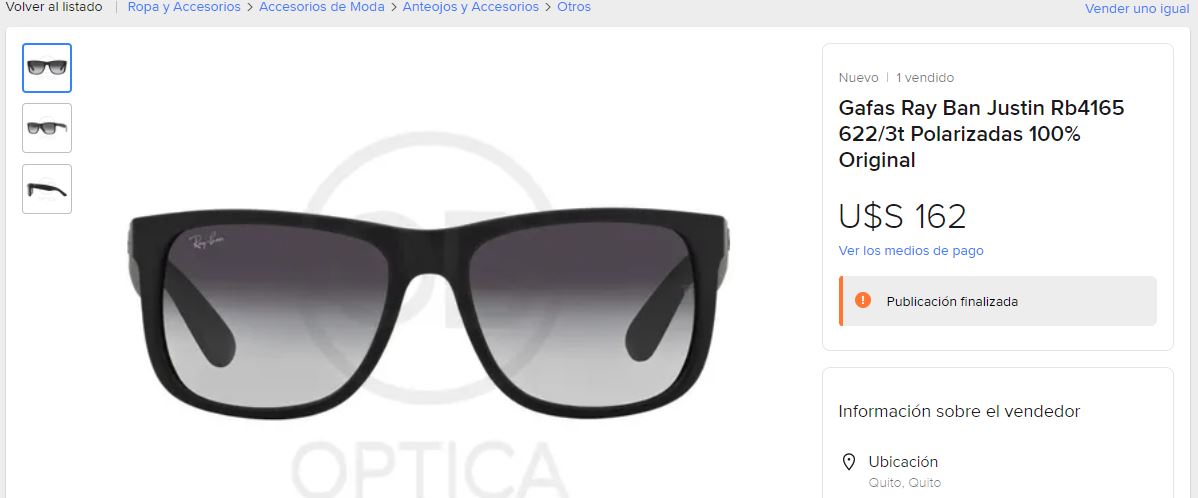 Volver al listado | Ropa y Accesorios > Accesorios de Moda > Anteojos y Accesorios > Otros
Vender uno igual
Ray-Ban
OPTICA
Nuevo | 1 vendido
Gafas Ray Ban Justin Rb4165
622/3t Polarizadas 100%
Original
U$S 162
Ver los medios de pago
Publicación finalizada
Información sobre el vendedor
Ubicación
Quito, Quito